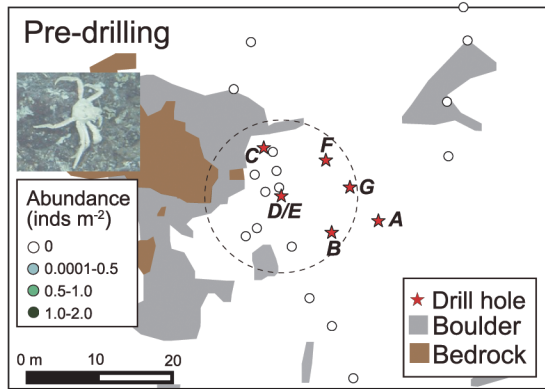 Pre-drilling
F
C
G
D/E
A
B
Abundance
(inds m⁻²)
0
0.0001-0.5
0.5-1.0
1.0-2.0
Drill hole
Boulder
Bedrock
0 m 10 20